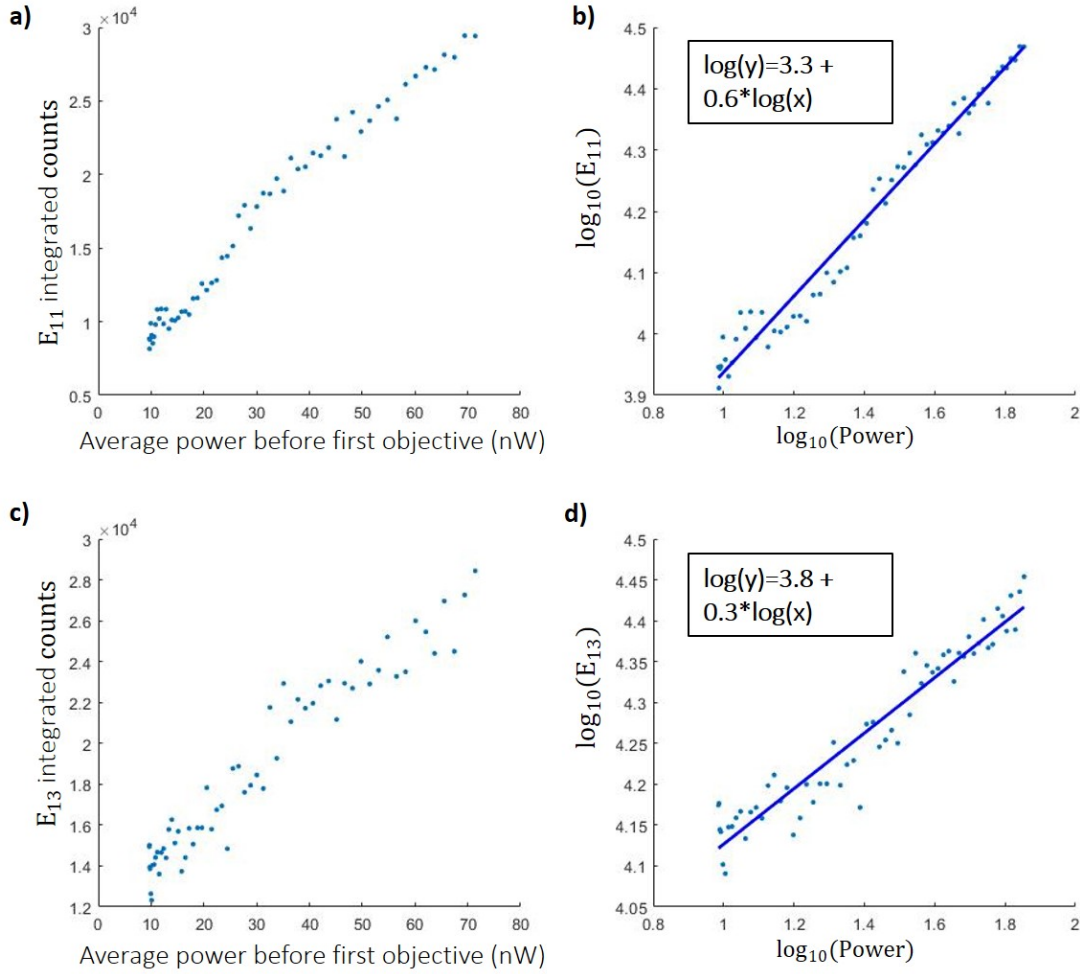 a)
×10⁴
3
2.5
2
1.5
1
0.5
0 10 20 30 40 50 60 70 80
E₁₁ integrated counts
Average power before first objective (nW)
b)
4.5
4.4
4.3
4.2
4.1
4
3.9
0.8 1 1.2 1.4 1.6 1.8 2
log₁₀(E₁₁)
log₁₀(Power)
log(y)=3.3 +
0.6*log(x)
c)
×10⁴
3
2.8
2.6
2.4
2.2
2
1.8
1.6
1.4
1.2
0 10 20 30 40 50 60 70 80
E₁₃ integrated counts
Average power before first objective (nW)
d)
4.5
4.45
4.4
4.35
4.3
4.25
4.2
4.15
4.1
4.05
0.8 1 1.2 1.4 1.6 1.8 2
log₁₀(E₁₃)
log₁₀(Power)
log(y)=3.8 +
0.3*log(x)